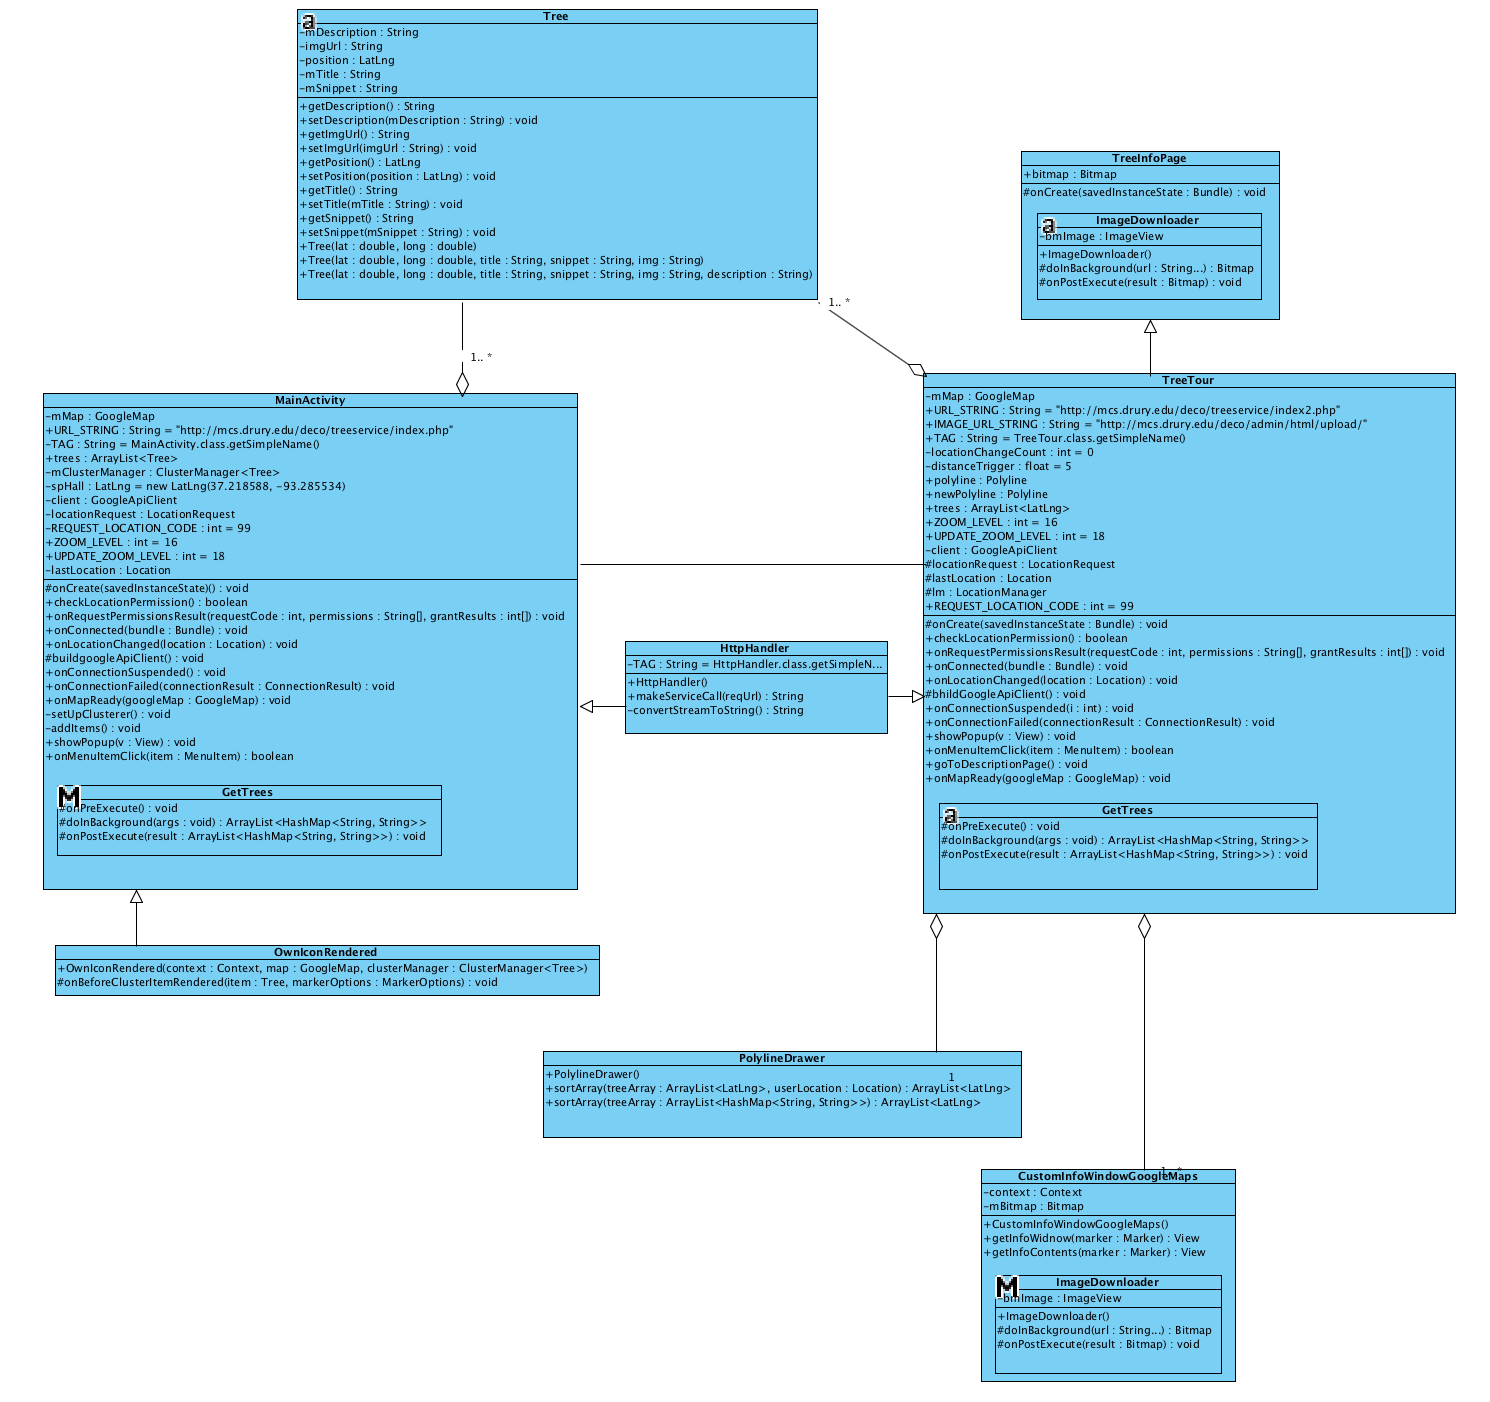 Tree
a
-mDescription : String
-imgUrl : String
-position : LatLng
-mTitle : String
-mSnippet : String
+getDescription() : String
+setDescription(mDescription : String) : void
+getImgUrl() : String
+setImgUrl(imgUrl : String) : void
+getPosition() : LatLng
+setPosition(position : LatLng) : void
+getTitle() : String
+setTitle(mTitle : String) : void
+getSnippet() : String
+setSnippet(mSnippet : String) : void
+Tree(lat : double, long : double)
+Tree(lat : double, long : double, title : String, snippet : String, img : String)
+Tree(lat : double, long : double, title : String, snippet : String, img : String, description : String)
TreeInfoPage
+bitmap : Bitmap
#onCreate(savedInstanceState : Bundle) : void
ImageDownloader
a
-bmImage : ImageView
+ImageDownloader()
#doInBackground(url : String...) : Bitmap
#onPostExecute(result : Bitmap) : void
1.. *
1.. *
MainActivity
-mMap : GoogleMap
+URL_STRING : String = "http://mcs.drury.edu/deco/treeservice/index.php"
-TAG : String = MainActivity.class.getSimpleName()
+trees : ArrayList<Tree>
-mClusterManager : ClusterManager<Tree>
-spHall : LatLng = new LatLng(37.218588, -93.285534)
-client : GoogleApiClient
-locationRequest : LocationRequest
-REQUEST_LOCATION_CODE : int = 99
+ZOOM_LEVEL : int = 16
+UPDATE_ZOOM_LEVEL : int = 18
-lastLocation : Location
#onCreate(savedInstanceState)() : void
+checkLocationPermission() : boolean
+onRequestPermissionsResult(requestCode : int, permissions : String[], grantResults : int[]) : void
+onConnected(bundle : Bundle) : void
+onLocationChanged(location : Location) : void
#buildgoogleApiClient() : void
+onConnectionSuspended() : void
+onConnectionFailed(connectionResult : ConnectionResult) : void
+onMapReady(googleMap : GoogleMap) : void
-setUpClusterer() : void
-addItems() : void
+showPopup(v : View) : void
+onMenuItemClick(item : MenuItem) : boolean
GetTrees
M
#onPreExecute() : void
#doInBackground(args : void) : ArrayList<HashMap<String, String>>
#onPostExecute(result : ArrayList<HashMap<String, String>>) : void
TreeTour
-mMap : GoogleMap
+URL_STRING : String = "http://mcs.drury.edu/deco/treeservice/index2.php"
+IMAGE_URL_STRING : String = "http://mcs.drury.edu/deco/admin/html/upload/"
+TAG : String = TreeTour.class.getSimpleName()
-locationChangeCount : int = 0
-distanceTrigger : float = 5
+polyline : Polyline
+newPolyline : Polyline
+trees : ArrayList<LatLng>
+ZOOM_LEVEL : int = 16
+UPDATE_ZOOM_LEVEL : int = 18
-client : GoogleApiClient
#locationRequest : LocationRequest
#lastLocation : Location
#lm : LocationManager
+REQUEST_LOCATION_CODE : int = 99
#onCreate(savedInstanceState : Bundle) : void
+checkLocationPermission() : boolean
+onRequestPermissionsResult(requestCode : int, permissions : String[], grantResults : int[]) : void
+onConnected(bundle : Bundle) : void
+onLocationChanged(location : Location) : void
#bhildGoogleApiClient() : void
+onConnectionSuspended(i : int) : void
+onConnectionFailed(connectionResult : ConnectionResult) : void
+showPopup(v : View) : void
+onMenuItemClick(item : MenuItem) : boolean
+goToDescriptionPage() : void
+onMapReady(googleMap : GoogleMap) : void
GetTrees
a
#onPreExecute() : void
#doInBackground(args : void) : ArrayList<HashMap<String, String>>
#onPostExecute(result : ArrayList<HashMap<String, String>>) : void
HttpHandler
-TAG : String = HttpHandler.class.getSimpleN...
+HttpHandler()
+makeServiceCall(reqUrl) : String
-convertStreamToString() : String
OwnIconRendered
+OwnIconRendered(context : Context, map : GoogleMap, clusterManager : ClusterManager<Tree>)
#onBeforeClusterItemRendered(item : Tree, markerOptions : MarkerOptions) : void
PolylineDrawer
+PolylineDrawer()
1
+sortArray(treeArray : ArrayList<LatLng>, userLocation : Location) : ArrayList<LatLng>
+sortArray(treeArray : ArrayList<HashMap<String, String>>) : ArrayList<LatLng>
1.. *
CustomInfoWindowGoogleMaps
-context : Context
-mBitmap : Bitmap
+CustomInfoWindowGoogleMaps()
+getInfoWidnow(marker : Marker) : View
+getInfoContents(marker : Marker) : View
ImageDownloader
M
-bmImage : ImageView
+ImageDownloader()
#doInBackground(url : String...) : Bitmap
#onPostExecute(result : Bitmap) : void